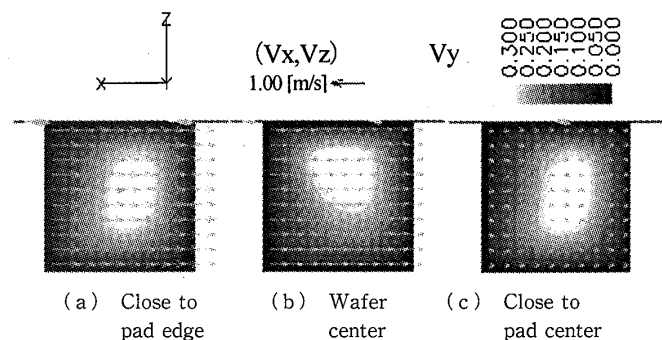 Z
X
Y
(Vx,Vz)
1.00 [m/s]
Vy
0.300
0.250
0.200
0.150
0.100
0.050
0.000
(a) Close to pad edge
(b) Wafer center
(c) Close to pad center